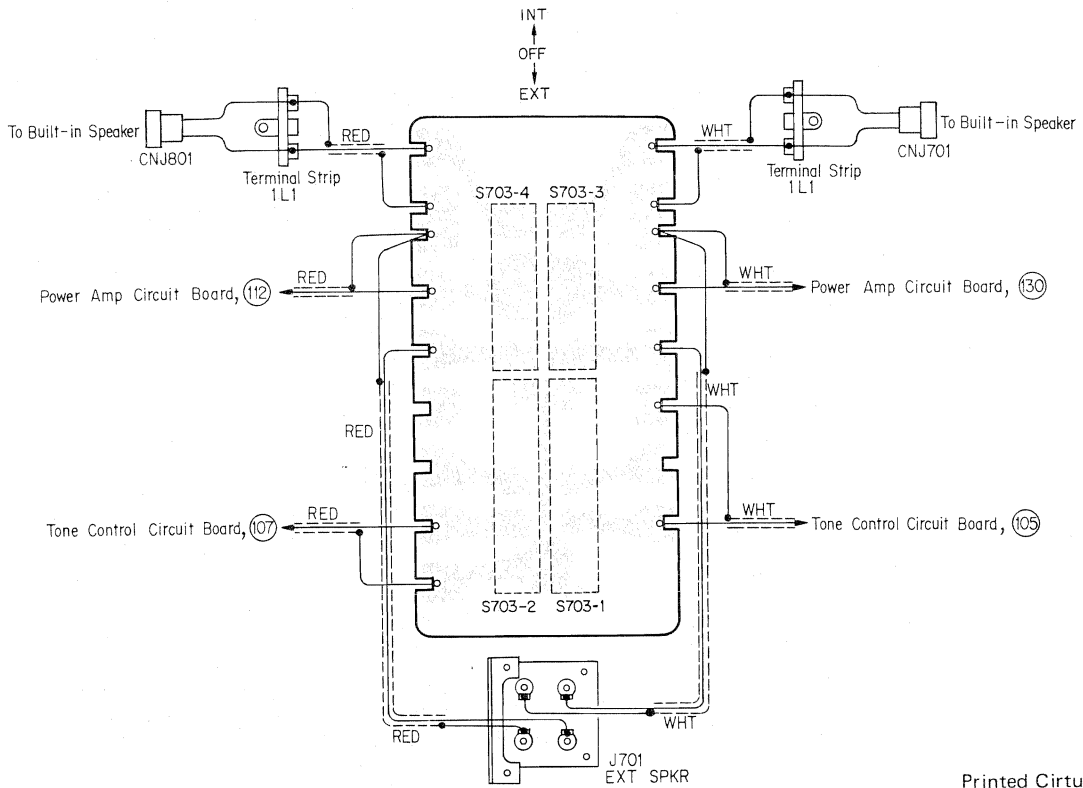 INT
OFF
EXT
To Built-in Speaker
CNJ801
Terminal Strip
1L1
RED
WHT
Terminal Strip
1L1
CNJ701
To Built-in Speaker
S703-4
S703-3
Power Amp Circuit Board, 112
RED
WHT
Power Amp Circuit Board, 130
RED
WHT
Tone Control Circuit Board, 107
RED
WHT
Tone Control Circuit Board, 105
S703-2
S703-1
RED
WHT
J701
EXT SPKR
Printed Cirtu